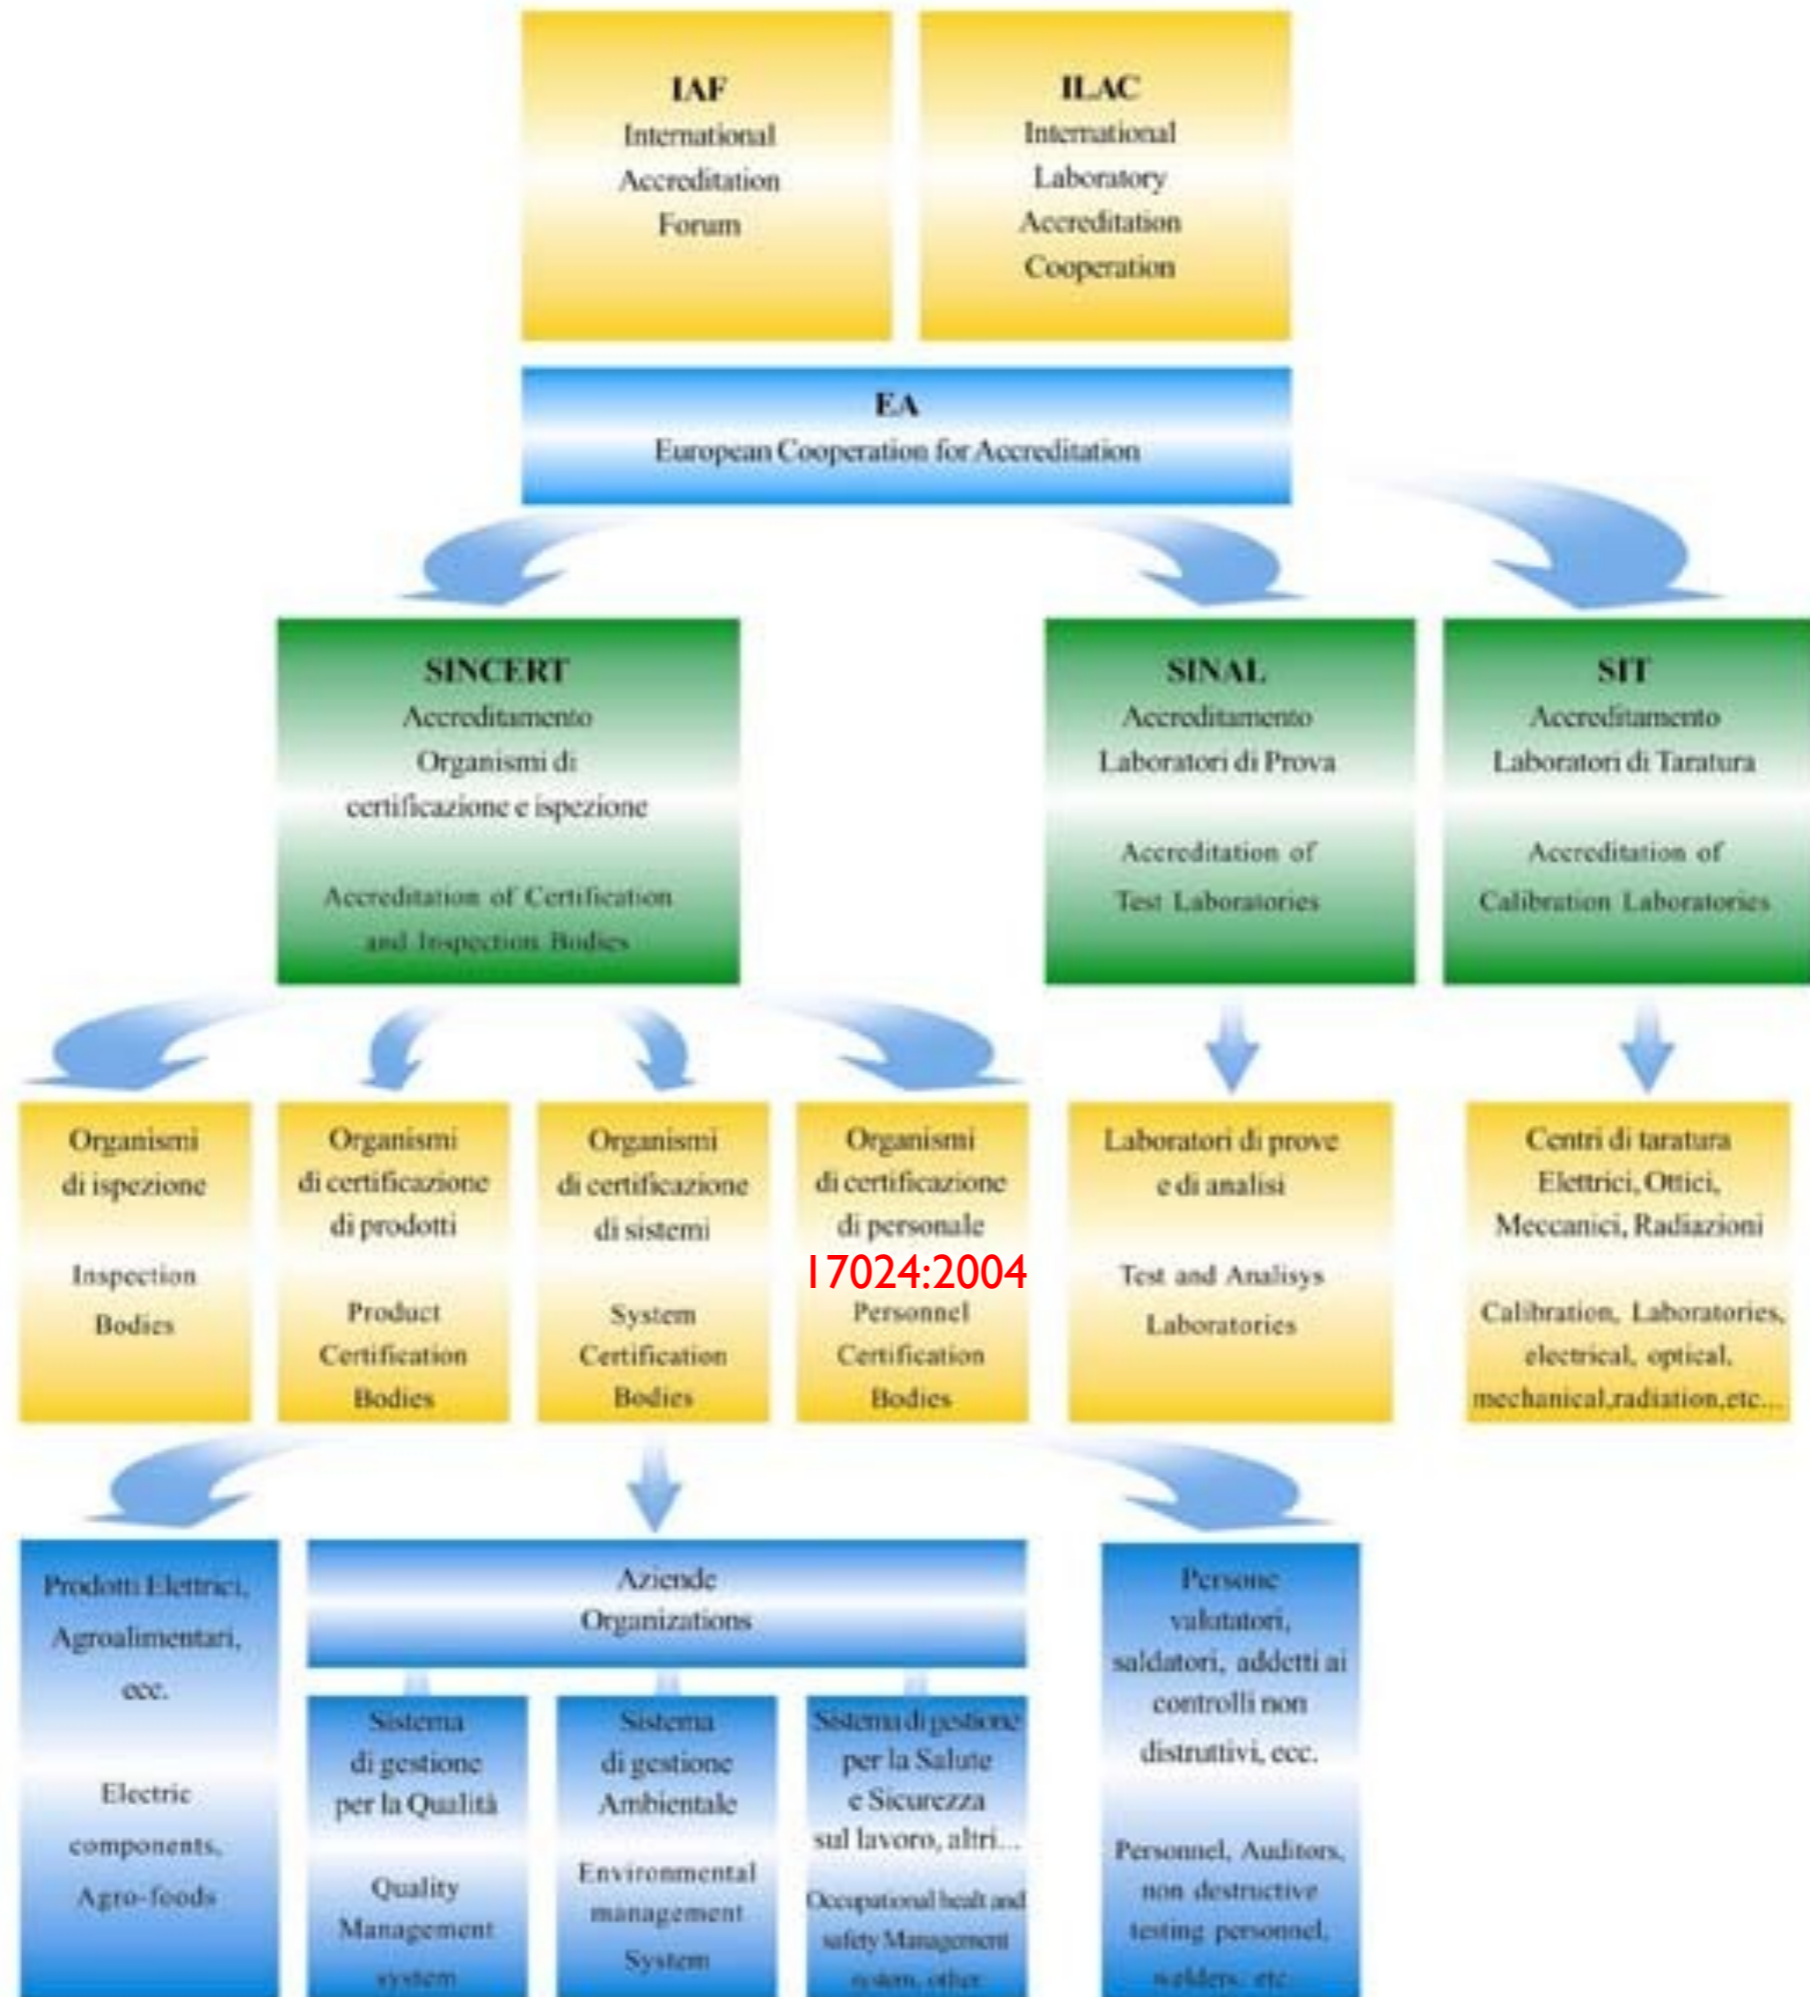 IAF
International
Accreditation
Forum
ILAC
International
Laboratory
Accreditation
Cooperation
EA
European Cooperation for Accreditation
SINCERT
Accreditamento
Organismi di
certificazione e ispezione
Accreditation of Certification
and Inspection Bodies
SINAL
Accreditamento
Laboratori di Prova
Accreditation of
Test Laboratories
SIT
Accreditamento
Laboratori di Taratura
Accreditation of
Calibration Laboratories
Organismi
di ispezione
Inspection
Bodies
Organismi
di certificazione
di prodotti
Product
Certification
Bodies
Organismi
di certificazione
di sistemi
System
Certification
Bodies
Organismi
di certificazione
di personale
17024:2004
Personnel
Certification
Bodies
Laboratori di prove
e di analisi
Test and Analisys
Laboratories
Centri di taratura
Elettrici, Ottici,
Meccanici, Radiazioni
Calibration, Laboratories,
electrical, optical,
mechanical,radiation,etc...
Prodotti Elettrici,
Agroalimentari,
ecc.
Electric
components,
Agro-foods
Aziende
Organizations
Sistema
di gestione
per la Qualità
Quality
Management
system
Sistema
di gestione
Ambientale
Environmental
management
System
Sistema di gestione
per la Salute
e Sicurezza
sul lavoro, altri...
Occupational healt and
safety Management
system, other
Persone
valutatori,
saldatori, addetti ai
controlli non
distruttivi, ecc.
Personnel, Auditors,
non destructive
testing personnel,
welders, etc